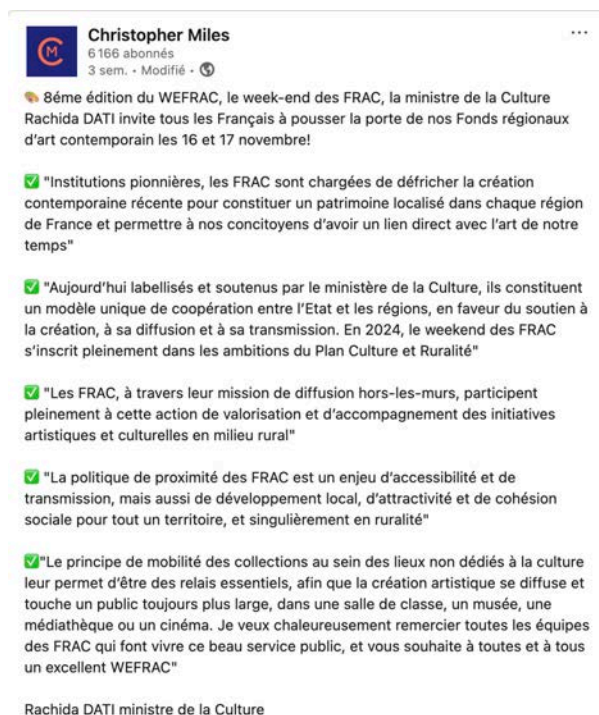 Christopher Miles
6 166 abonnés
3 sem. • Modifié •
8éme édition du WEFRAC, le week-end des FRAC, la ministre de la Culture
Rachida DATI invite tous les Français à pousser la porte de nos Fonds régionaux
d'art contemporain les 16 et 17 novembre!
✅ "Institutions pionnières, les FRAC sont chargées de défricher la création
contemporaine récente pour constituer un patrimoine localisé dans chaque région
de France et permettre à nos concitoyens d'avoir un lien direct avec l'art de notre
temps"
✅ "Aujourd'hui labellisés et soutenus par le ministère de la Culture, ils constituent
un modèle unique de coopération entre l'Etat et les régions, en faveur du soutien à
la création, à sa diffusion et à sa transmission. En 2024, le weekend des FRAC
s'inscrit pleinement dans les ambitions du Plan Culture et Ruralité"
✅ "Les FRAC, à travers leur mission de diffusion hors-les-murs, participent
pleinement à cette action de valorisation et d'accompagnement des initiatives
artistiques et culturelles en milieu rural"
✅ "La politique de proximité des FRAC est un enjeu d'accessibilité et de
transmission, mais aussi de développement local, d'attractivité et de cohésion
sociale pour tout un territoire, et singulièrement en ruralité"
✅"Le principe de mobilité des collections au sein des lieux non dédiés à la culture
leur permet d'être des relais essentiels, afin que la création artistique se diffuse et
touche un public toujours plus large, dans une salle de classe, un musée, une
médiathèque ou un cinéma. Je veux chaleureusement remercier toutes les équipes
des FRAC qui font vivre ce beau service public, et vous souhaite à toutes et à tous
un excellent WEFRAC"
Rachida DATI ministre de la Culture